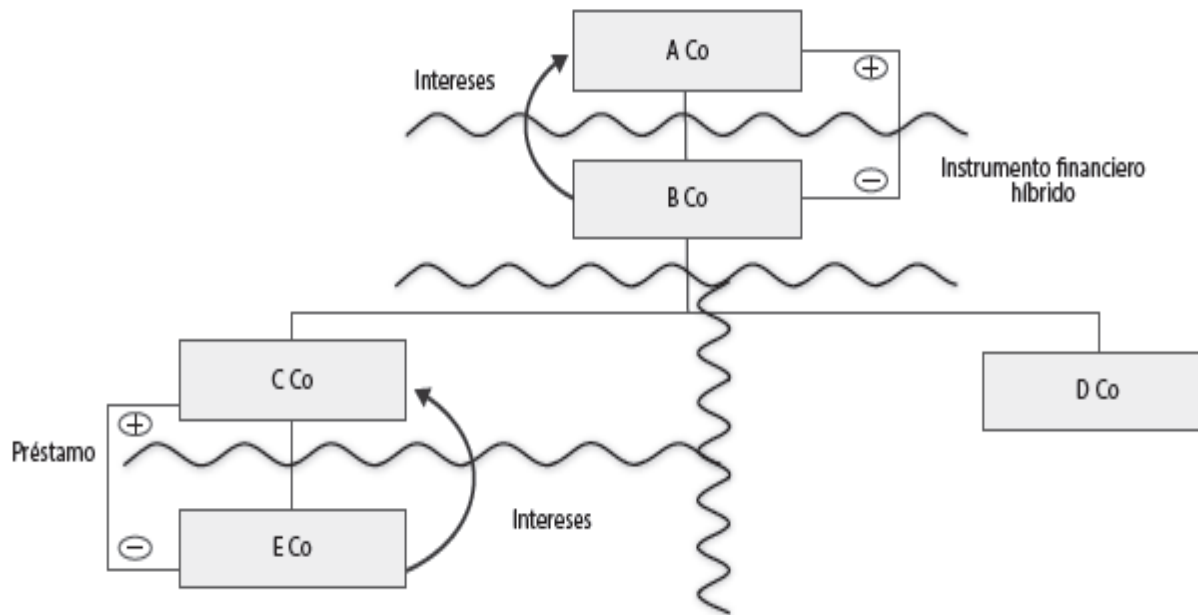 A Co
Intereses
+
B Co
−
Instrumento financiero
híbrido
C Co
D Co
+
Préstamo
Intereses
−
E Co